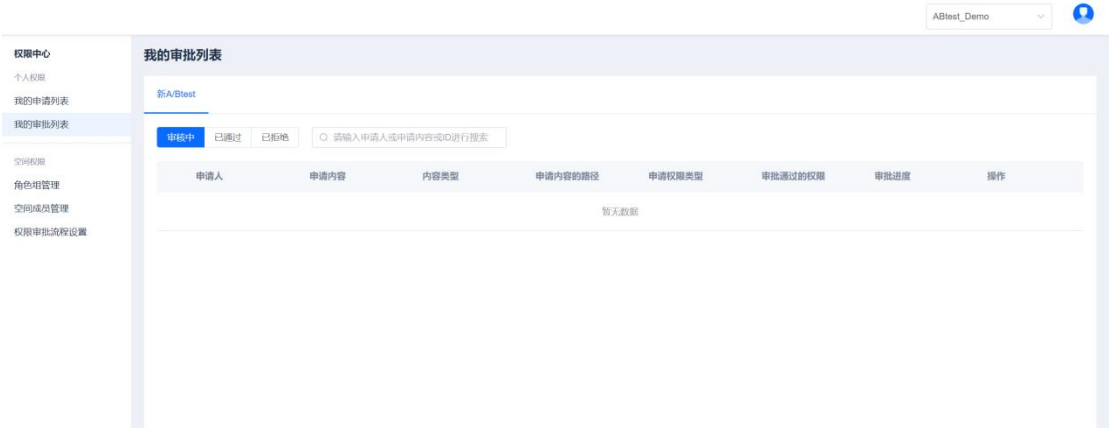 ABtest_Demo
权限中心
个人权限
我的申请列表
我的审批列表
空间权限
角色组管理
空间成员管理
权限审批流程设置
我的审批列表
新A/Btest
审核中 已通过 已拒绝 请输入申请人或申请内容或ID进行搜索
申请人 申请内容 内容类型 申请内容的路径 申请权限类型 审批通过的权限 审批进度 操作
暂无数据